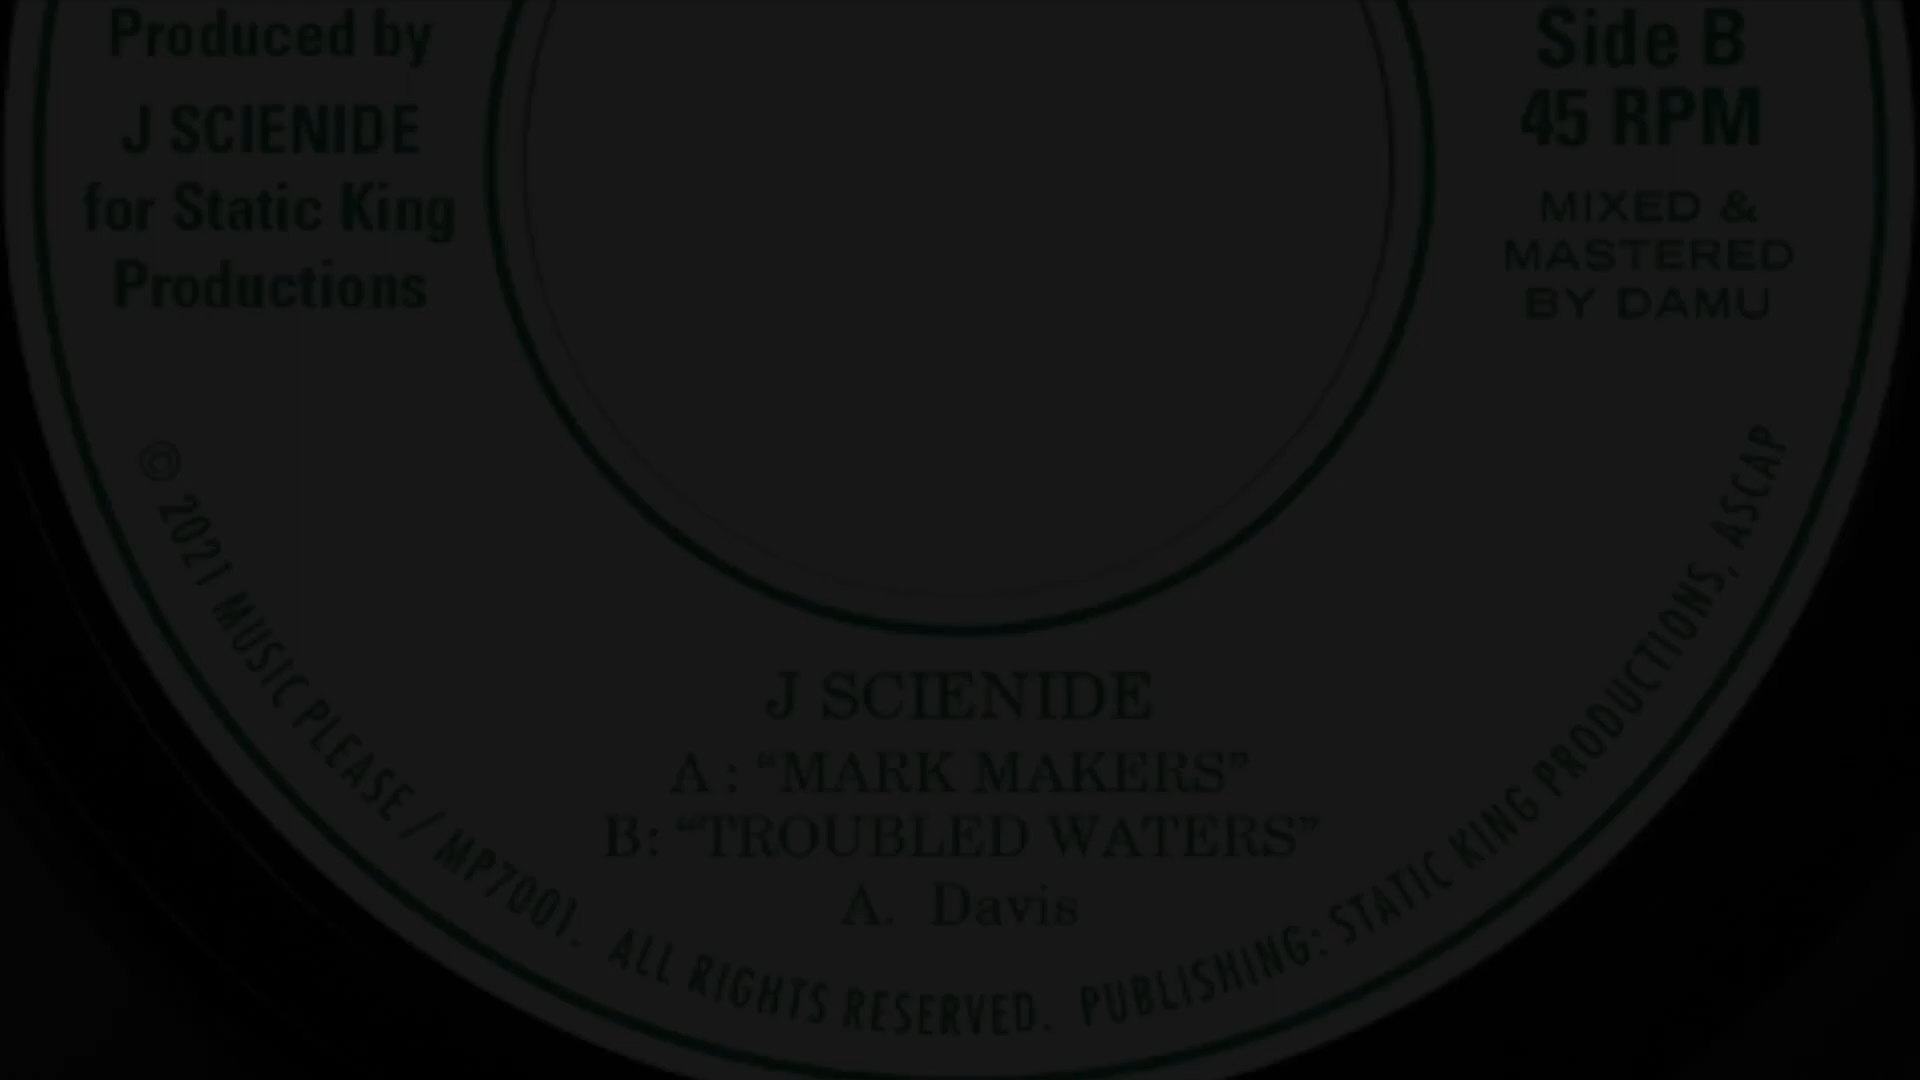 Produced by
J SCIENIDE
for Static King
Productions
Side B
45 RPM
MIXED &
MASTERED
BY DAMU
J SCIENIDE
A : “MARK MAKERS”
B: “TROUBLED WATERS”
A. Davis
© 2021 MUSIC PLEASE / MP7001. ALL RIGHTS RESERVED. PUBLISHING: STATIC KING PRODUCTIONS, ASCAP